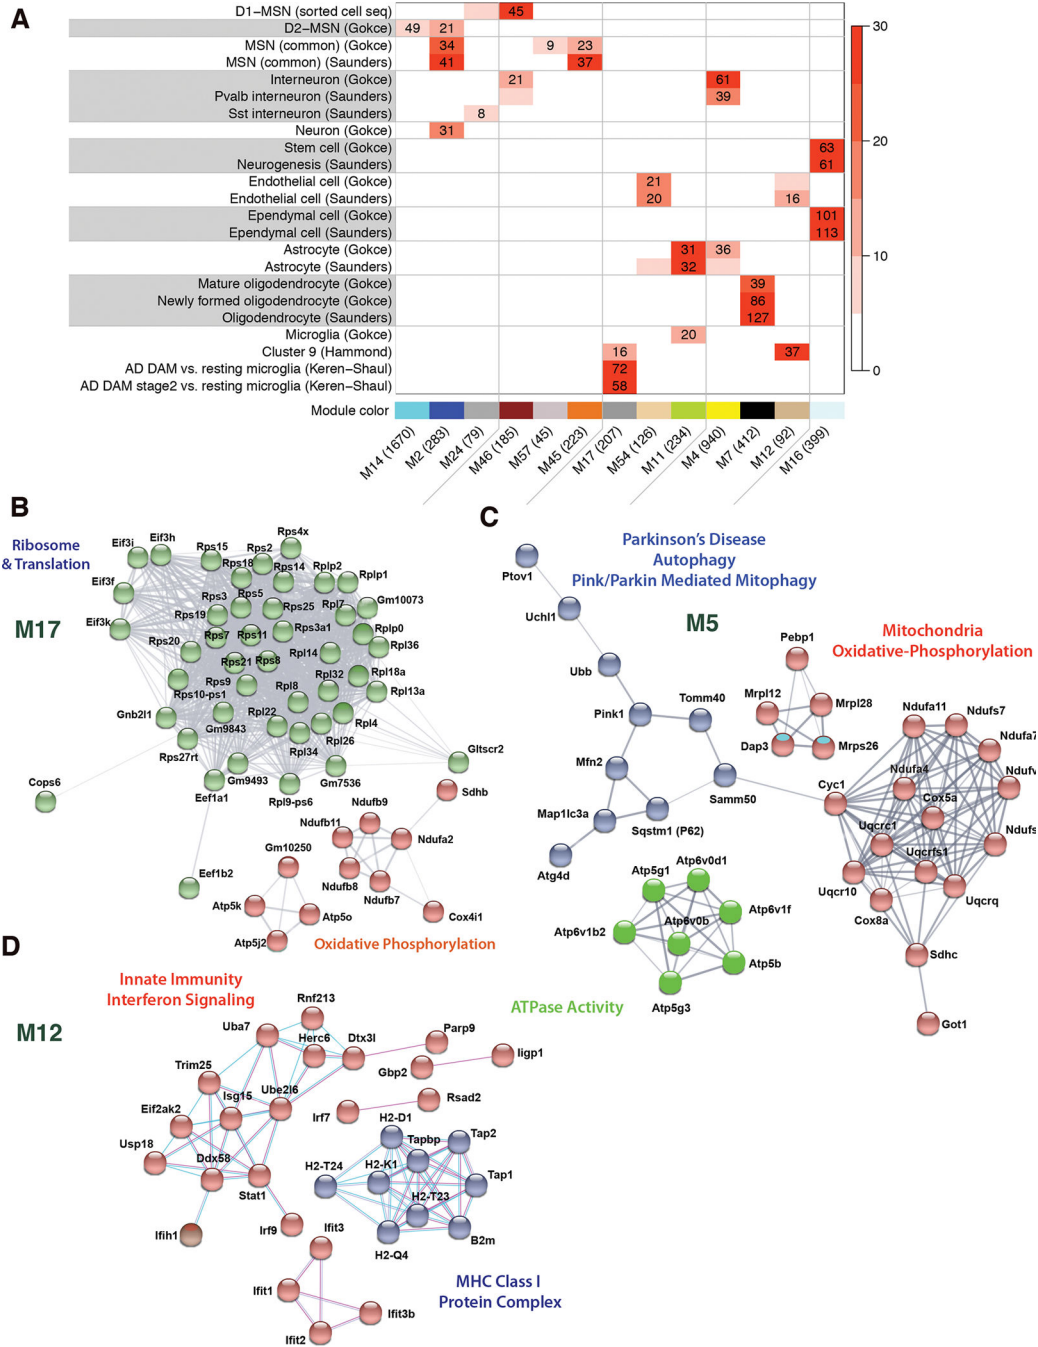 A
D1−MSN (sorted cell seq) 45
D2−MSN (Gokce) 49 21
MSN (common) (Gokce) 34 9 23
MSN (common) (Saunders) 41 37
Interneuron (Gokce) 21 61
Pvalb interneuron (Saunders) 39
Sst interneuron (Saunders) 8
Neuron (Gokce) 31
Stem cell (Gokce) 63
Neurogenesis (Saunders) 61
Endothelial cell (Gokce) 21
Endothelial cell (Saunders) 20 16
Ependymal cell (Gokce) 101
Ependymal cell (Saunders) 113
Astrocyte (Gokce) 31 36
Astrocyte (Saunders) 32
Mature oligodendrocyte (Gokce) 39
Newly formed oligodendrocyte (Gokce) 86
Oligodendrocyte (Saunders) 127
Microglia (Gokce) 20
Cluster 9 (Hammond) 16 37
AD DAM vs. resting microglia (Keren−Shaul) 72
AD DAM stage2 vs. resting microglia (Keren−Shaul) 58
30
20
10
0
Module color
M14 (1670)
M2 (283)
M24 (79)
M46 (185)
M57 (45)
M45 (223)
M17 (207)
M54 (126)
M11 (234)
M4 (940)
M7 (412)
M12 (92)
M16 (399)
B
Ribosome
& Translation
M17
Eif3i
Eif3h
Rps15
Rps2
Rps4x
Rps18
Rps14
Rplp2
Rplp1
Eif3f
Rps3
Rps5
Rps25
Rpl7
Gm10073
Rps19
Eif3k
Rps7
Rps11
Rps3a1
Rplp0
Rps20
Rpl14
Rpl36
Rps21
Rps8
Rps9
Rpl32
Rpl18a
Rps10-ps1
Rpl8
Rpl13a
Gnb2l1
Gm9843
Rpl22
Rpl4
Rpl26
Rpl34
Rps27rt
Gm9493
Gm7536
Gltscr2
Cops6
Eef1a1
Rpl9-ps6
Sdhb
Ndufb9
Ndufb11
Ndufa2
Gm10250
Ndufb8
Eef1b2
Ndufb7
Atp5k
Atp5o
Cox4i1
Atp5j2
Oxidative Phosphorylation
C
Parkinson's Disease
Autophagy
Pink/Parkin Mediated Mitophagy
M5
Mitochondria
Oxidative-Phosphorylation
Ptov1
Uchl1
Ubb
Pink1
Tomm40
Mfn2
Samm50
Map1lc3a
Sqstm1 (P62)
Atg4d
Pebp1
Mrpl12
Mrpl28
Dap3
Mrps26
Ndufa11
Ndufs7
Ndufa7
Ndufa4
Ndufv
Cyc1
Cox5a
Uqcrc1
Ndufs
Uqcrfs1
Uqcr10
Uqcrq
Cox8a
Sdhc
Got1
Atp5g1
Atp6v0d1
Atp6v0b
Atp6v1f
Atp6v1b2
Atp5b
Atp5g3
ATPase Activity
D
Innate Immunity
Interferon Signaling
M12
Rnf213
Uba7
Herc6
Dtx3l
Parp9
Iigp1
Gbp2
Trim25
Isg15
Ube2l6
Rsad2
Eif2ak2
Irf7
Usp18
Ddx58
Stat1
Ifih1
Irf9
H2-D1
Tapbp
Tap2
H2-T24
H2-K1
Tap1
H2-T23
H2-Q4
B2m
Ifit3
Ifit1
Ifit3b
Ifit2
MHC Class I
Protein Complex